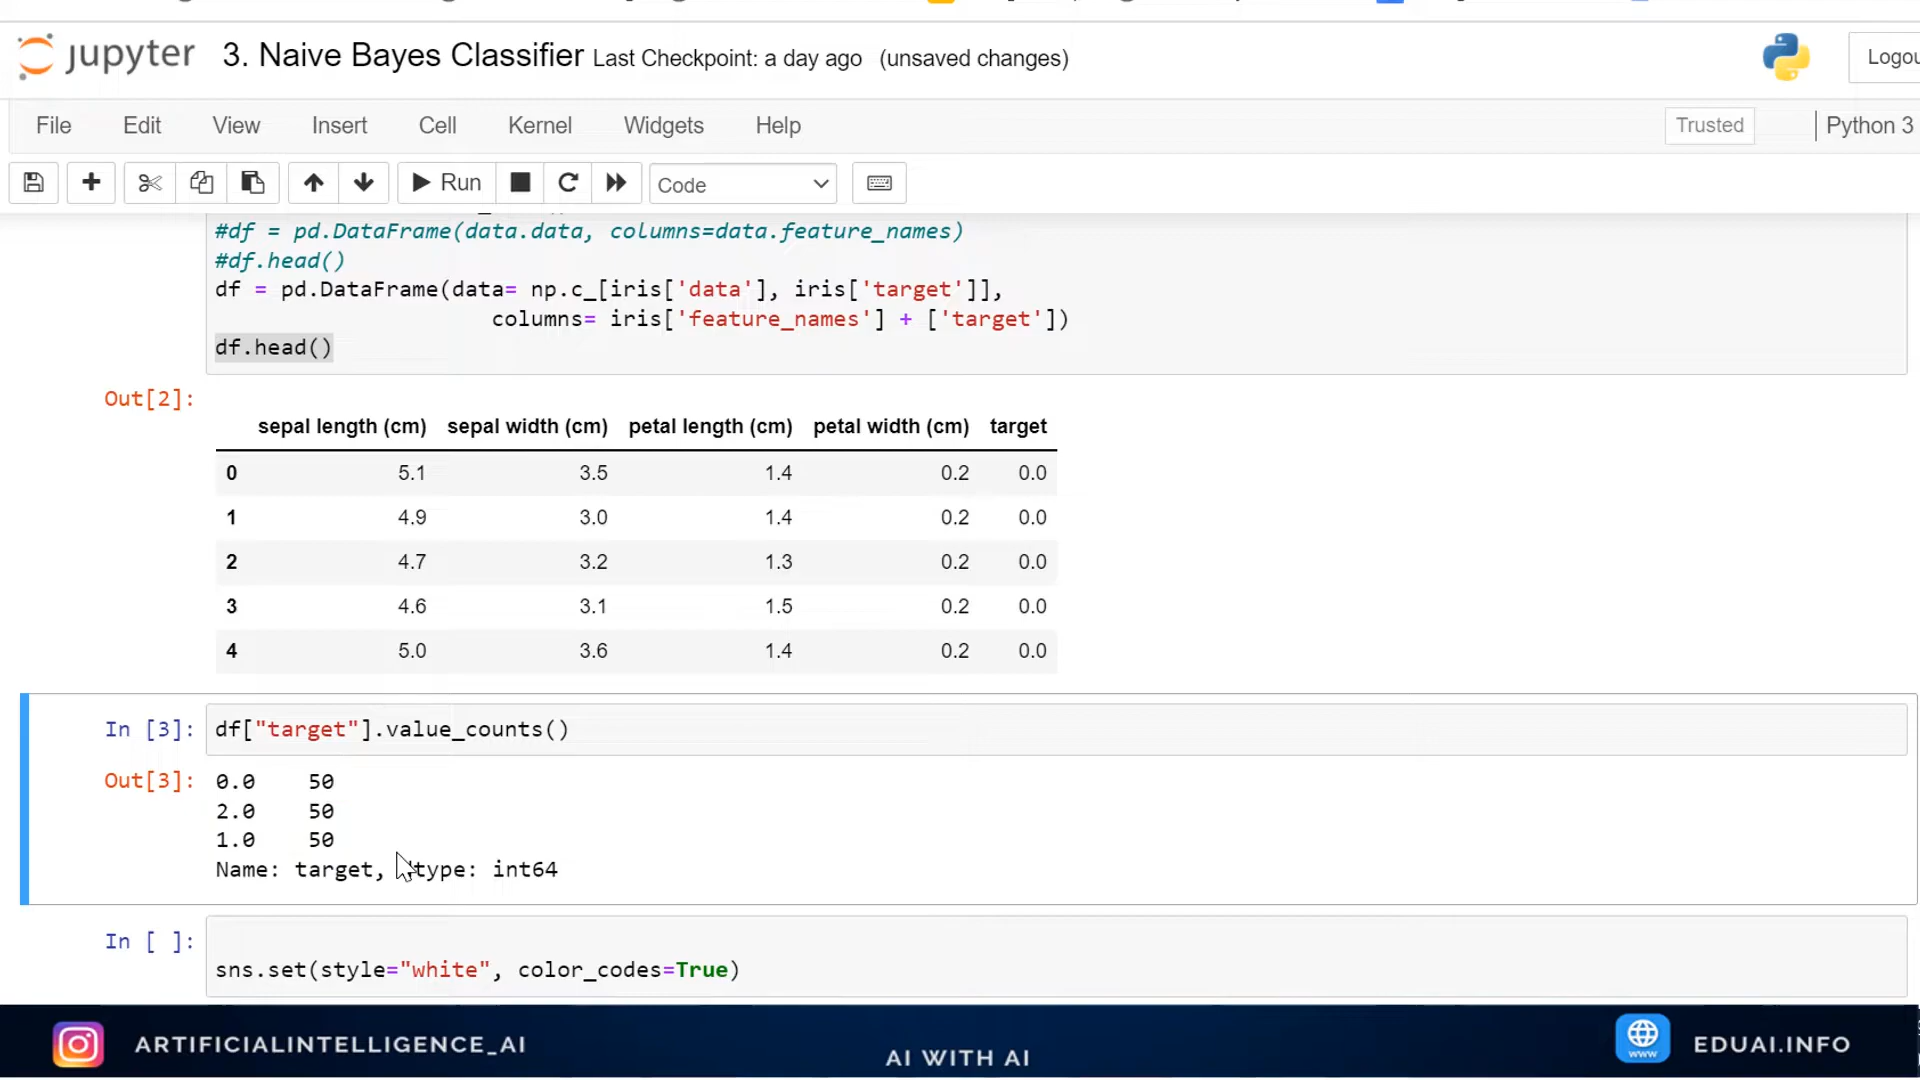 jupyter 3. Naive Bayes Classifier Last Checkpoint: a day ago (unsaved changes) Logou
File Edit View Insert Cell Kernel Widgets Help Trusted Python 3
Run Code
#df = pd.DataFrame(data.data, columns=data.feature_names)
#df.head()
df = pd.DataFrame(data= np.c_[iris['data'], iris['target']],
columns= iris['feature_names'] + ['target'])
df.head()
Out[2]:
sepal length (cm) sepal width (cm) petal length (cm) petal width (cm) target
0 5.1 3.5 1.4 0.2 0.0
1 4.9 3.0 1.4 0.2 0.0
2 4.7 3.2 1.3 0.2 0.0
3 4.6 3.1 1.5 0.2 0.0
4 5.0 3.6 1.4 0.2 0.0
In [3]: df["target"].value_counts()
Out[3]: 0.0 50
2.0 50
1.0 50
Name: target, dtype: int64
In [ ]:
sns.set(style="white", color_codes=True)
ARTIFICIALINTELLIGENCE_AI AI WITH AI www EDUAI.INFO